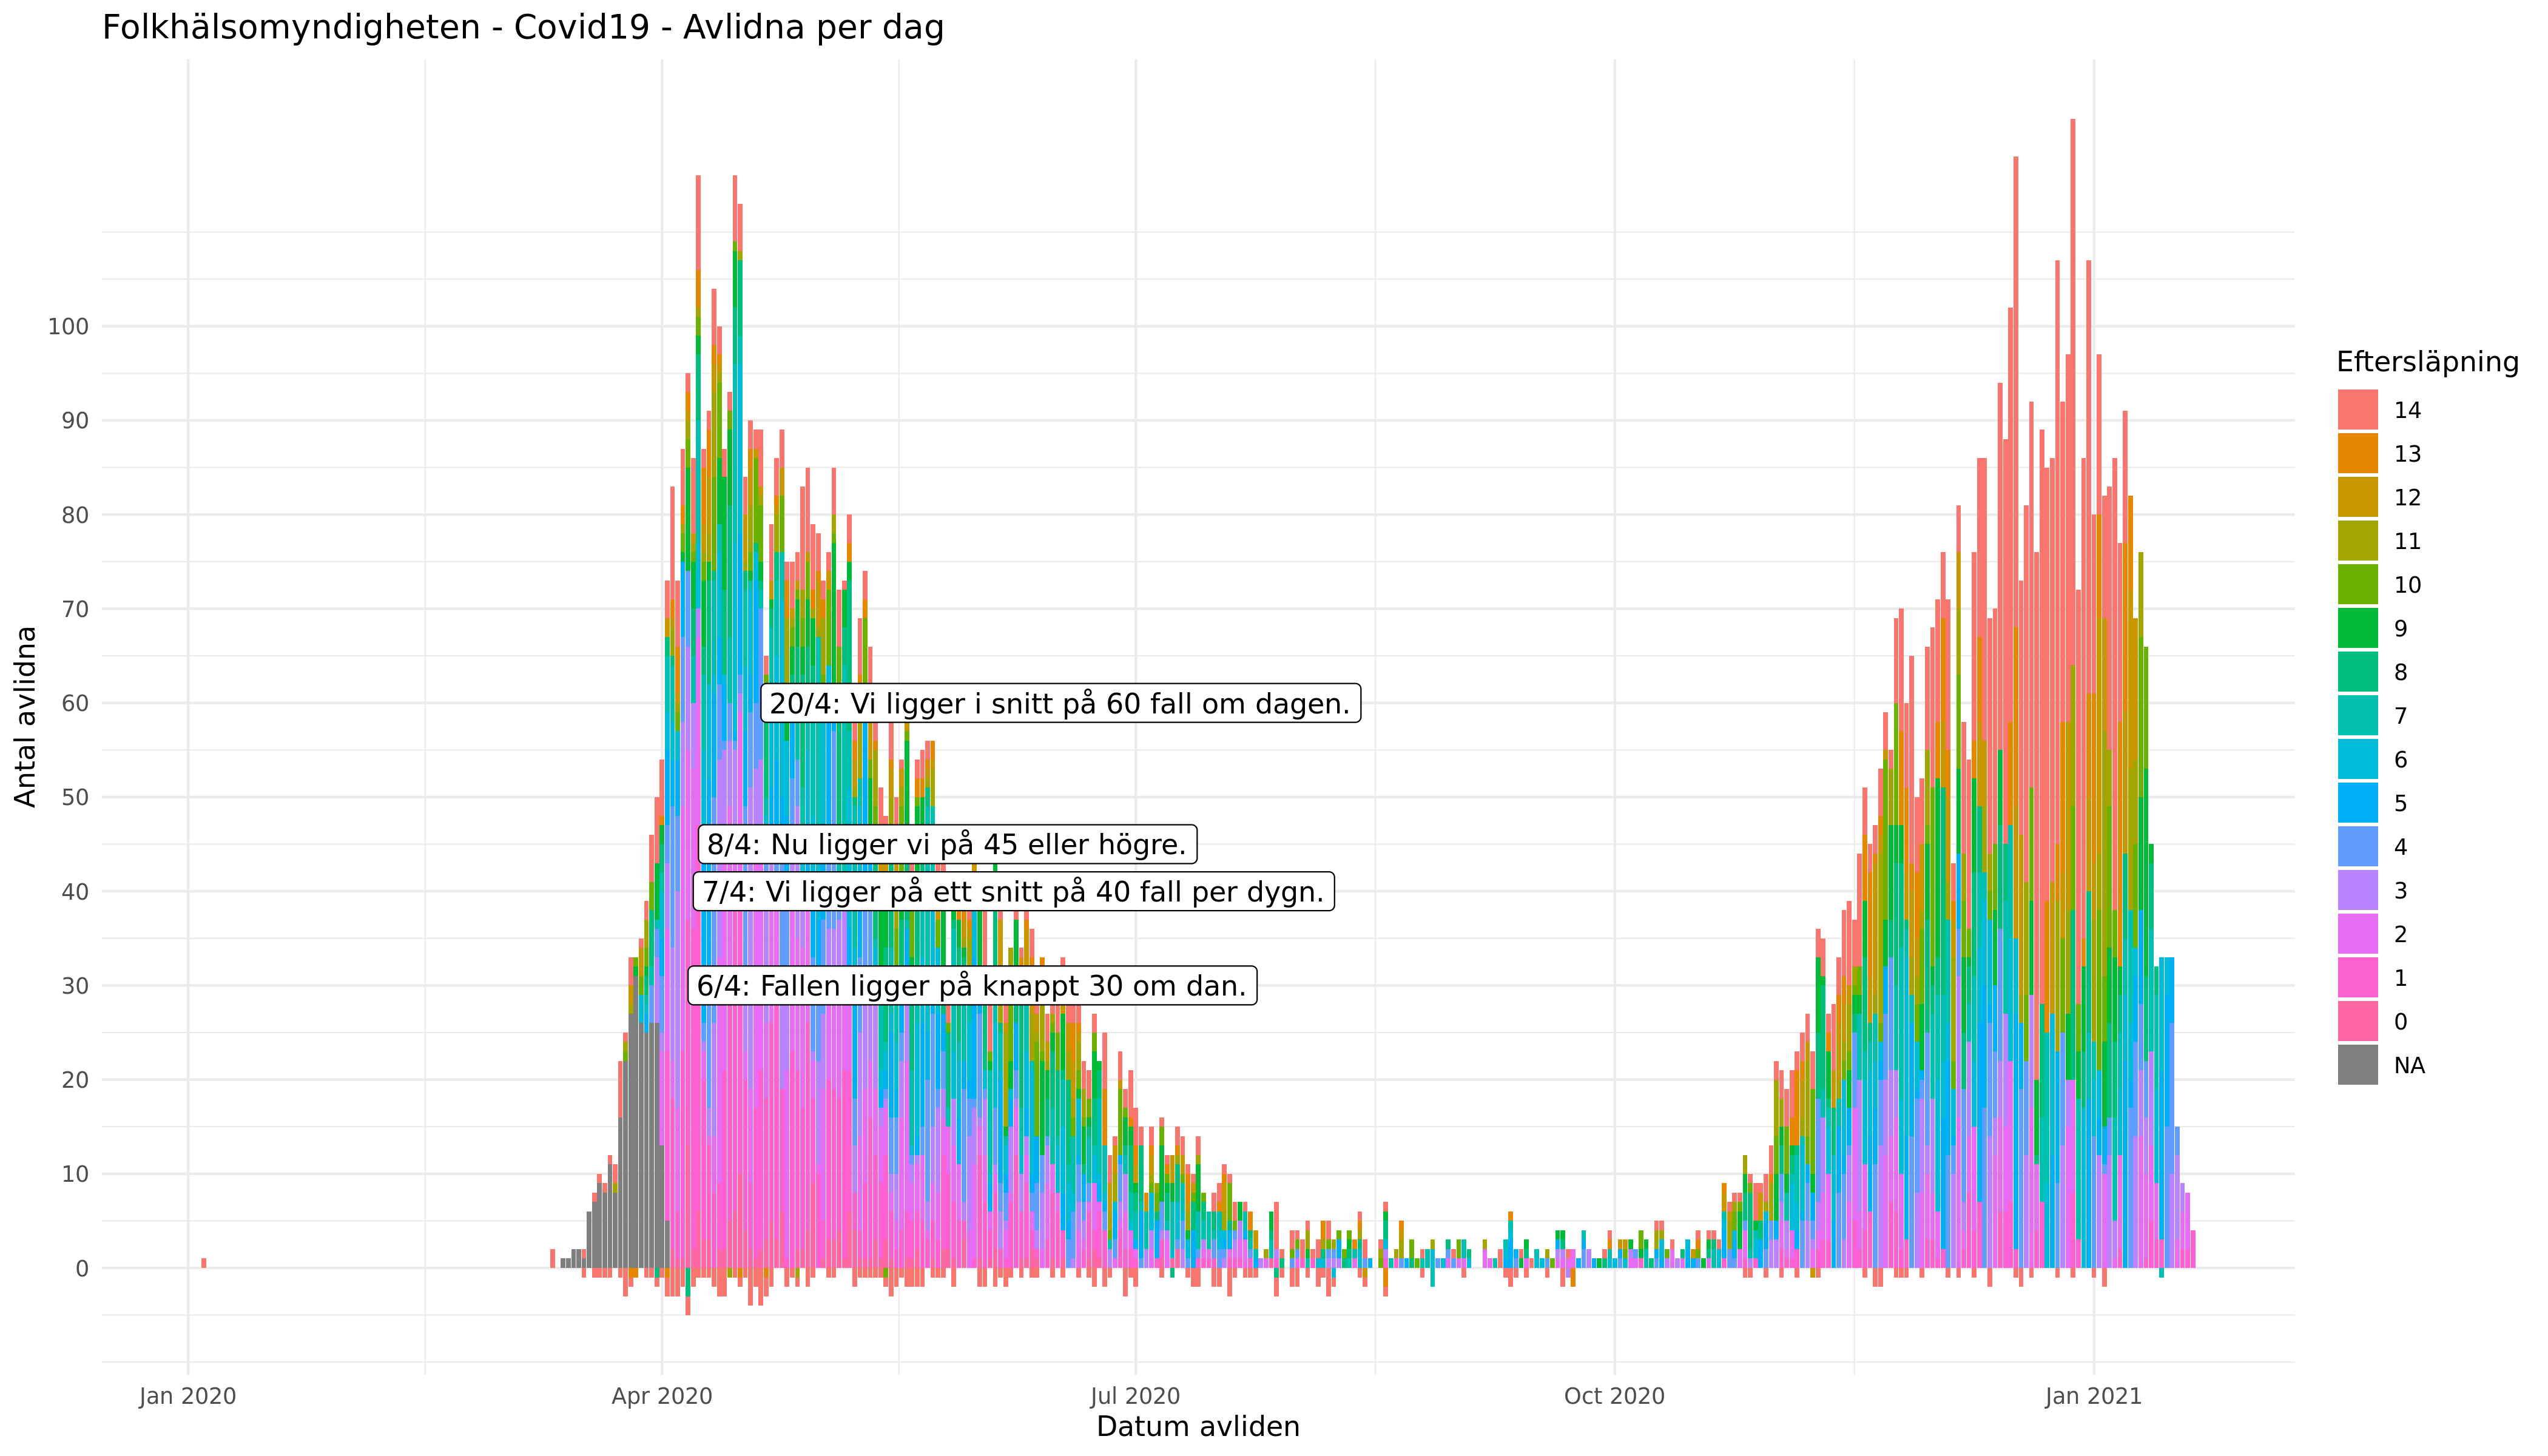 Folkhälsomyndigheten - Covid19 - Avlidna per dag
Antal avlidna
100
90
80
70
60
50
40
30
20
10
0
20/4: Vi ligger i snitt på 60 fall om dagen.
8/4: Nu ligger vi på 45 eller högre.
7/4: Vi ligger på ett snitt på 40 fall per dygn.
6/4: Fallen ligger på knappt 30 om dan.
Jan 2020
Apr 2020
Jul 2020
Oct 2020
Jan 2021
Datum avliden
Eftersläpning
14
13
12
11
10
9
8
7
6
5
4
3
2
1
0
NA